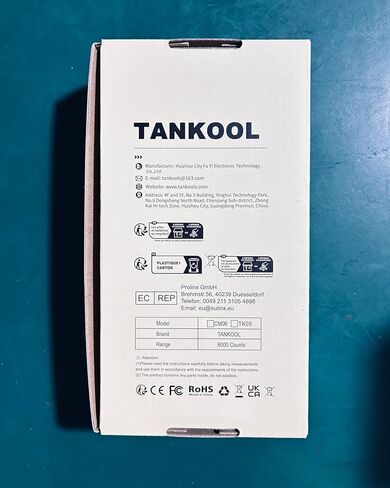 TANKOOL
Manufacturer: Huizhou City Fu Yi Electronic Technology
Co.,Ltd.
E-mail: tankools@163.com
Website: www.tankools.com
Address: 4F and 5F, No.5 Building, Yinghui Technology Park,
No.6 Dongsheng North Road, Chenjiang Sub-district, Zhong
Kai Hi-tech Zone, Huizhou City, Guangdong Province, China.
PLASTIQUE+
CARTON
EC REP
Prolinx GmbH
Brehmstr.56, 40239 Duesseldorf
Telefon: 0049 211 3105 4698
Email: eu@eulinx.eu
Model CM06 TK05
Brand TANKOOL
Range 6000 Counts
Attention:
(1)Please read the instructions carefully before taking measurements
and use them in accordance with the requirements of the instructions.
(2) The product contains tiny parts inside, do not swallow.
CE FC RoHS UK CA
Made in China